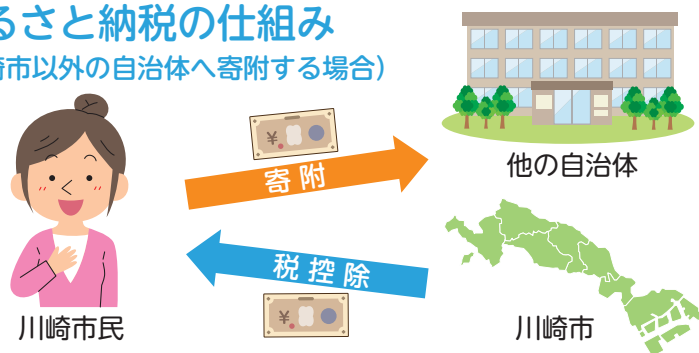 るさと納税の仕組み
崎市以外の自治体へ寄附する場合）
¥
寄附
他の自治体
税控除
¥
川崎市民
川崎市